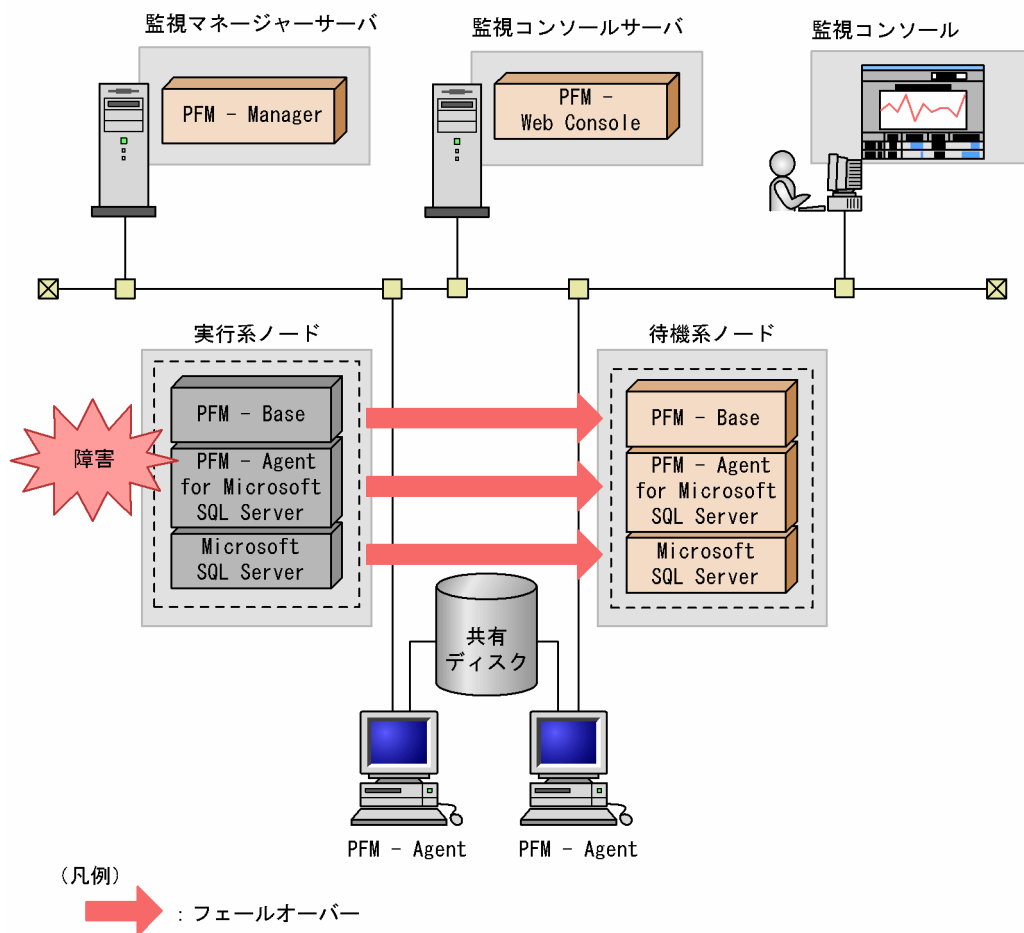 監視マネージャーサーバ
監視コンソールサーバ
監視コンソール
PFM - Manager
PFM -
Web Console
実行系ノード
待機系ノード
障害
PFM - Base
PFM - Agent
for Microsoft
SQL Server
Microsoft
SQL Server
PFM - Base
PFM - Agent
for Microsoft
SQL Server
Microsoft
SQL Server
共有
ディスク
PFM - Agent
PFM - Agent
(凡例)
：フェールオーバー